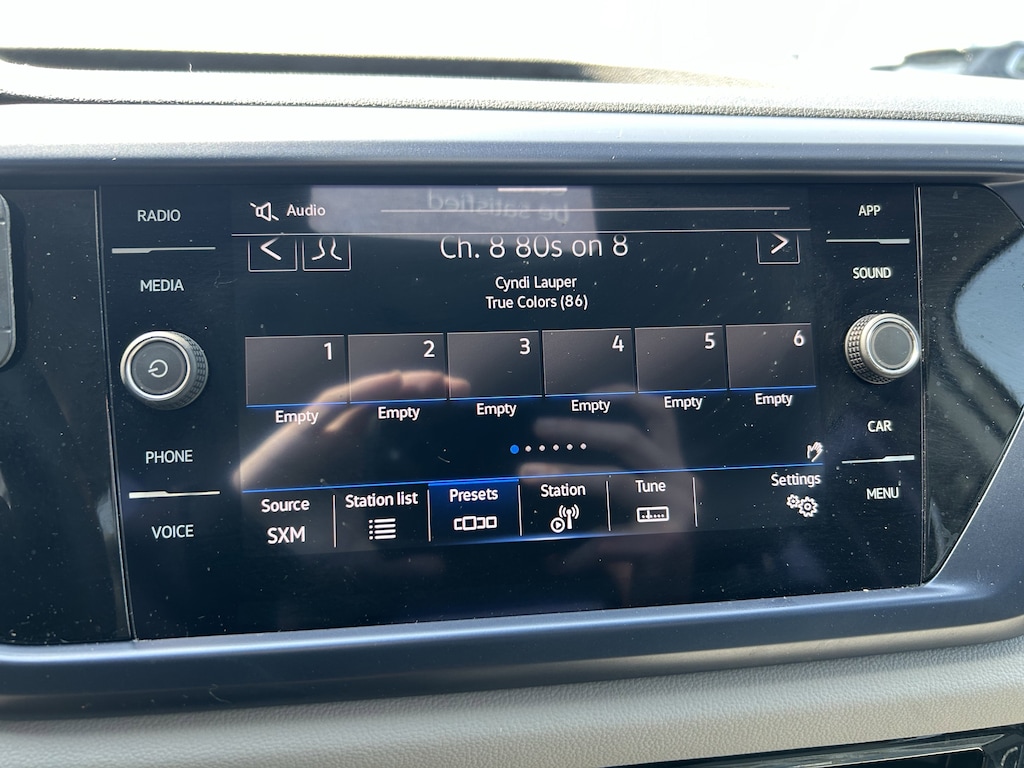 RADIO
MEDIA
PHONE
VOICE
Audio
be satisfied
Ch. 8 80s on 8
Cyndi Lauper
True Colors (86)
1
2
3
4
5
6
Empty
Empty
Empty
Empty
Empty
Empty
Source
SXM
Station list
Presets
Station
Tune
Settings
APP
SOUND
CAR
MENU